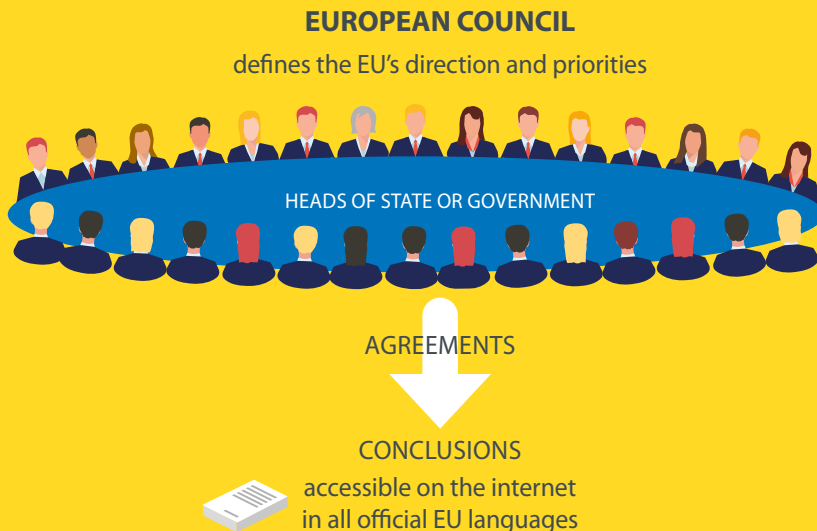 EUROPEAN COUNCIL
defines the EU’s direction and priorities
HEADS OF STATE OR GOVERNMENT
AGREEMENTS
CONCLUSIONS
accessible on the internet
in all official EU languages